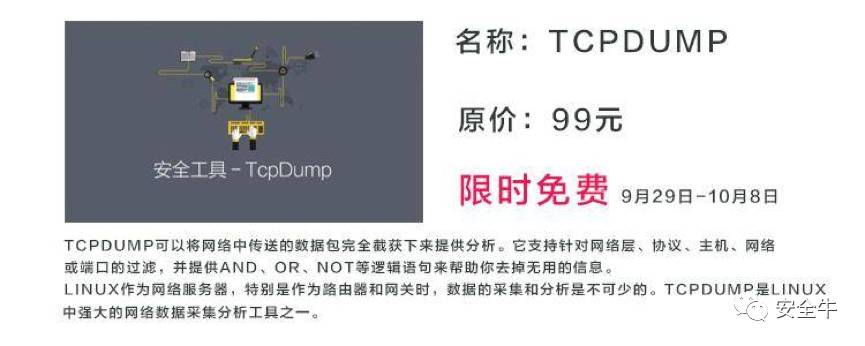 名称：TCPDUMP
原价：99元
安全工具-TcpDump
限时免费 9月29日-10月8日
TCPDUMP可以将网络中传送的数据包完全截获下来提供分析。它支持针对网络层、协议、主机、网络
或端口的过滤，并提供AND、OR、NOT等逻辑语句来帮助你去掉无用的信息。
LINUX作为网络服务器，特别是作为路由器和网关时，数据的采集和分析是不可少的。TCPDUMP是LINUX
中强大的网络数据采集分析工具之一。
安全牛